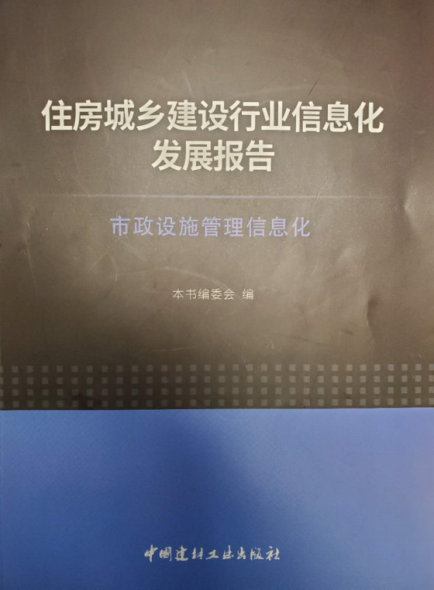 住房城乡建设行业信息化
发展报告
市政设施管理信息化
本书编委会 编
中国建材工业出版社